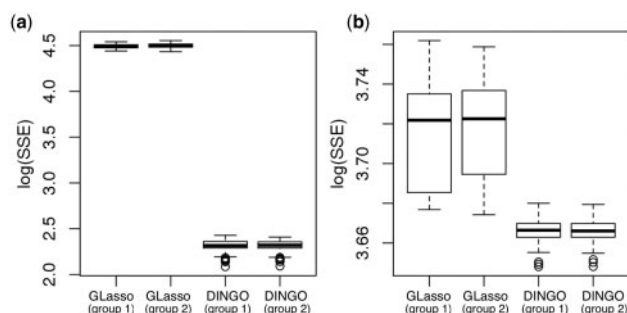 (a)
log(SSE)
4.5
4.0
3.5
3.0
2.5
2.0
GLasso (group 1)
GLasso (group 2)
DINGO (group 1)
DINGO (group 2)
(b)
log(SSE)
3.74
3.70
3.66
GLasso (group 1)
GLasso (group 2)
DINGO (group 1)
DINGO (group 2)